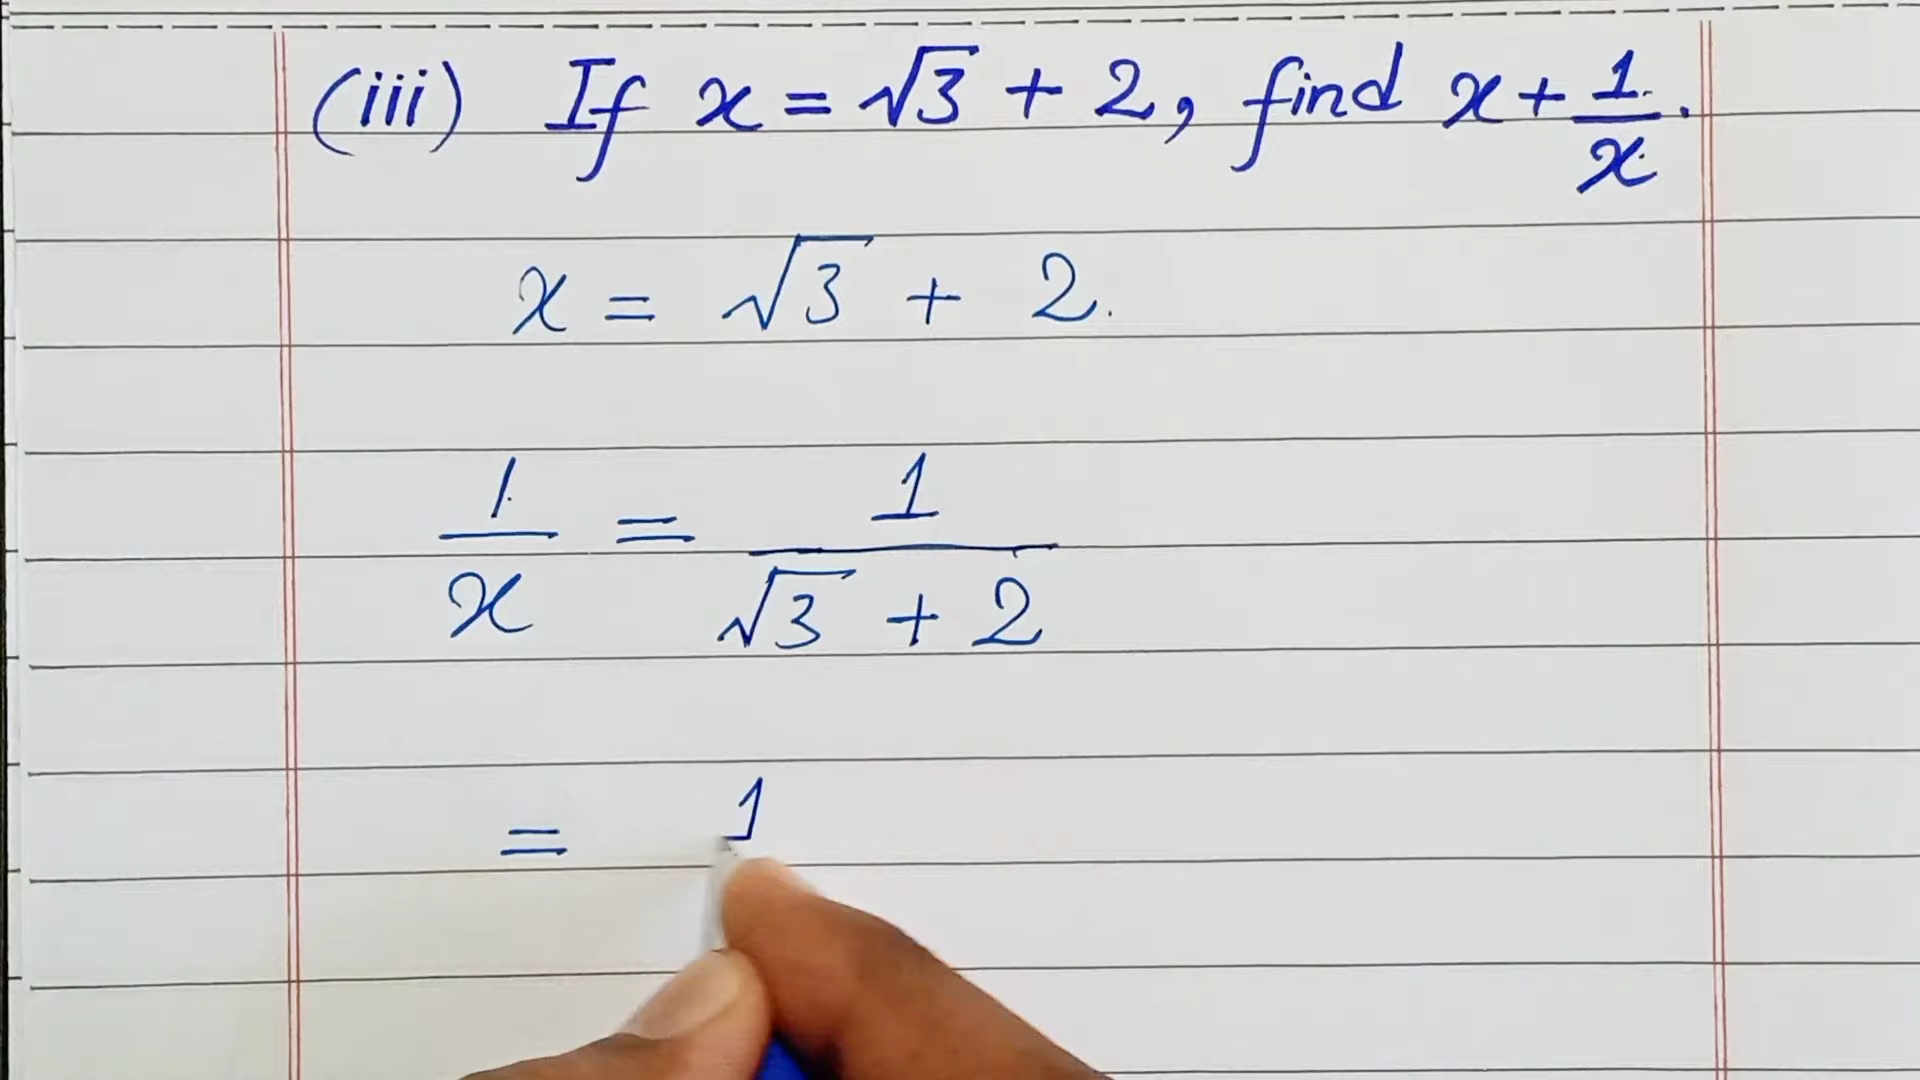 (iii) If x = √3 + 2, find x + 1/x.
x = √3 + 2.
1/x = 1/(√3 + 2)
= 1